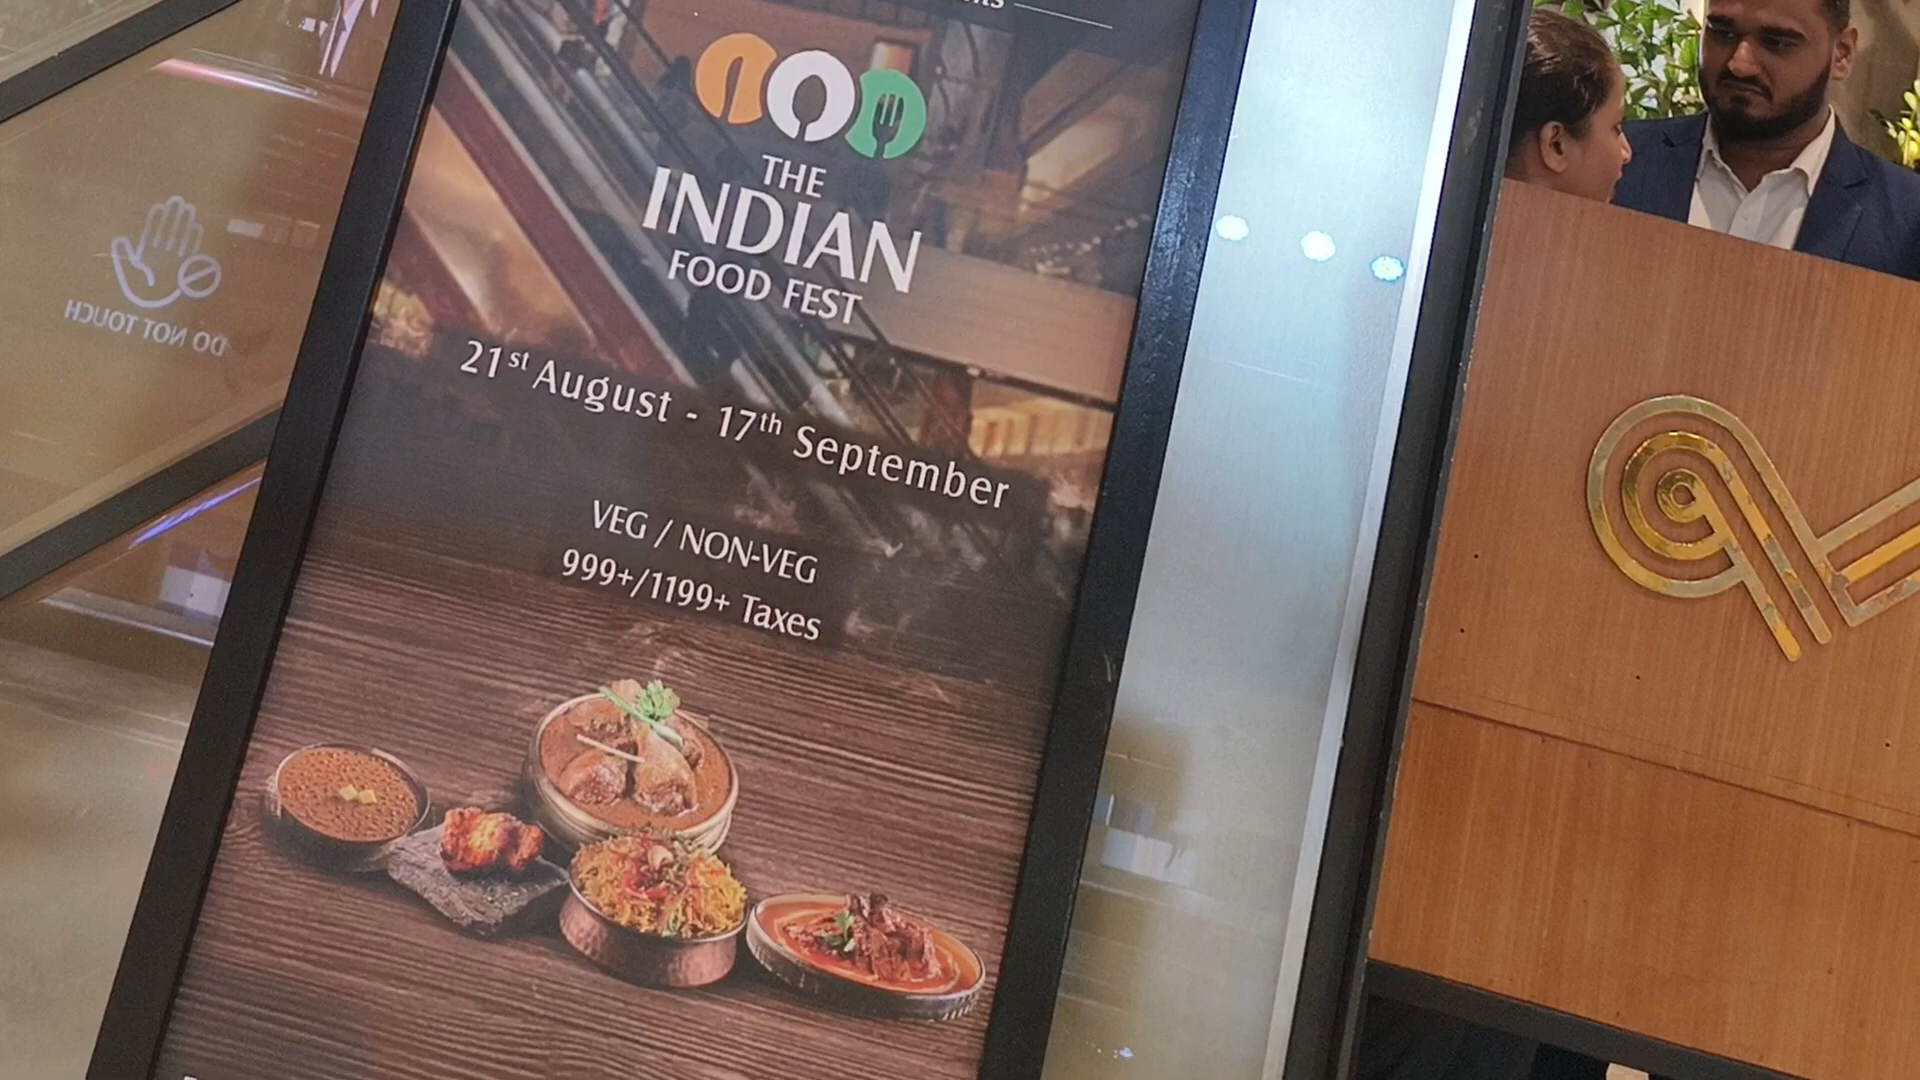 THE
INDIAN
FOOD FEST
21st August - 17th September
VEG / NON-VEG
999+/1199+ Taxes
DO NOT TOUCH